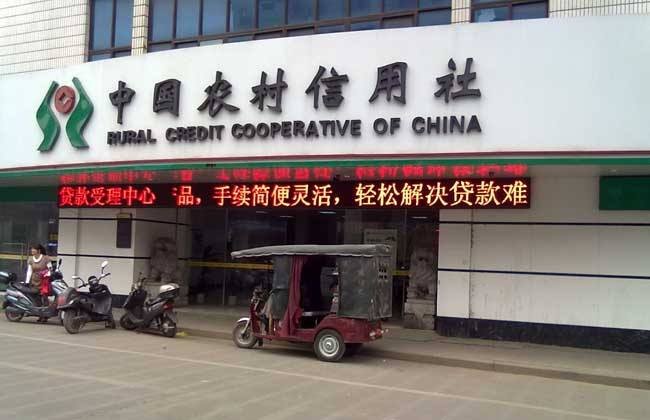 中国农村信用社
RURAL CREDIT COOPERATIVE OF CHINA
贷款受理中心 产品，手续简便灵活，轻松解决贷款难